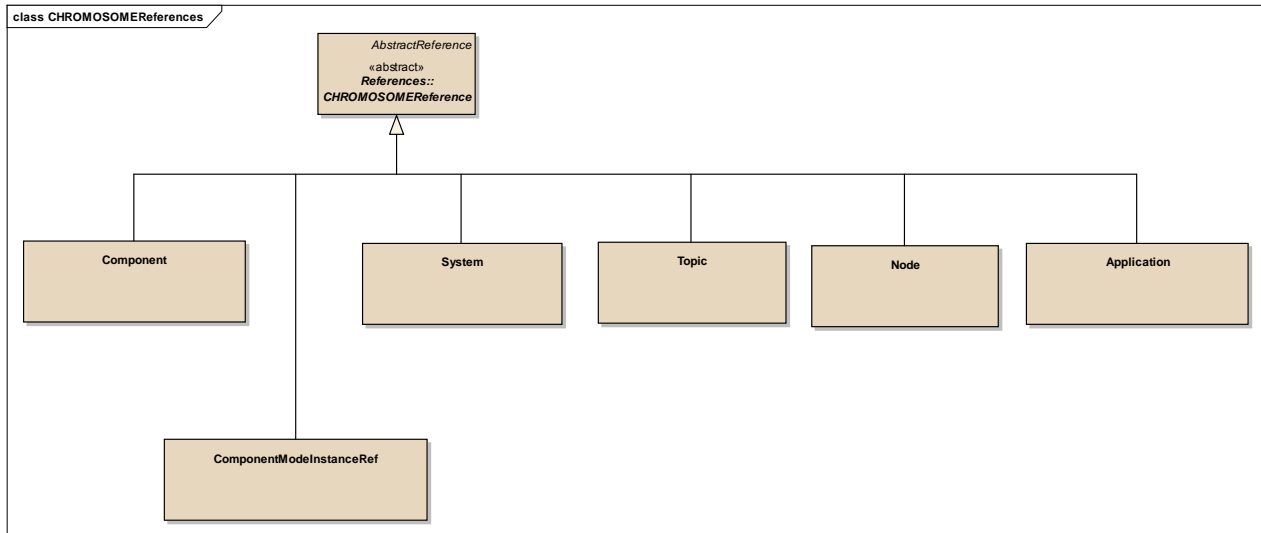 class CHROMOSOMEReferences
AbstractReference
«abstract»
References::
CHROMOSOMEReference
Component
System
Topic
Node
Application
ComponentModeInstanceRef